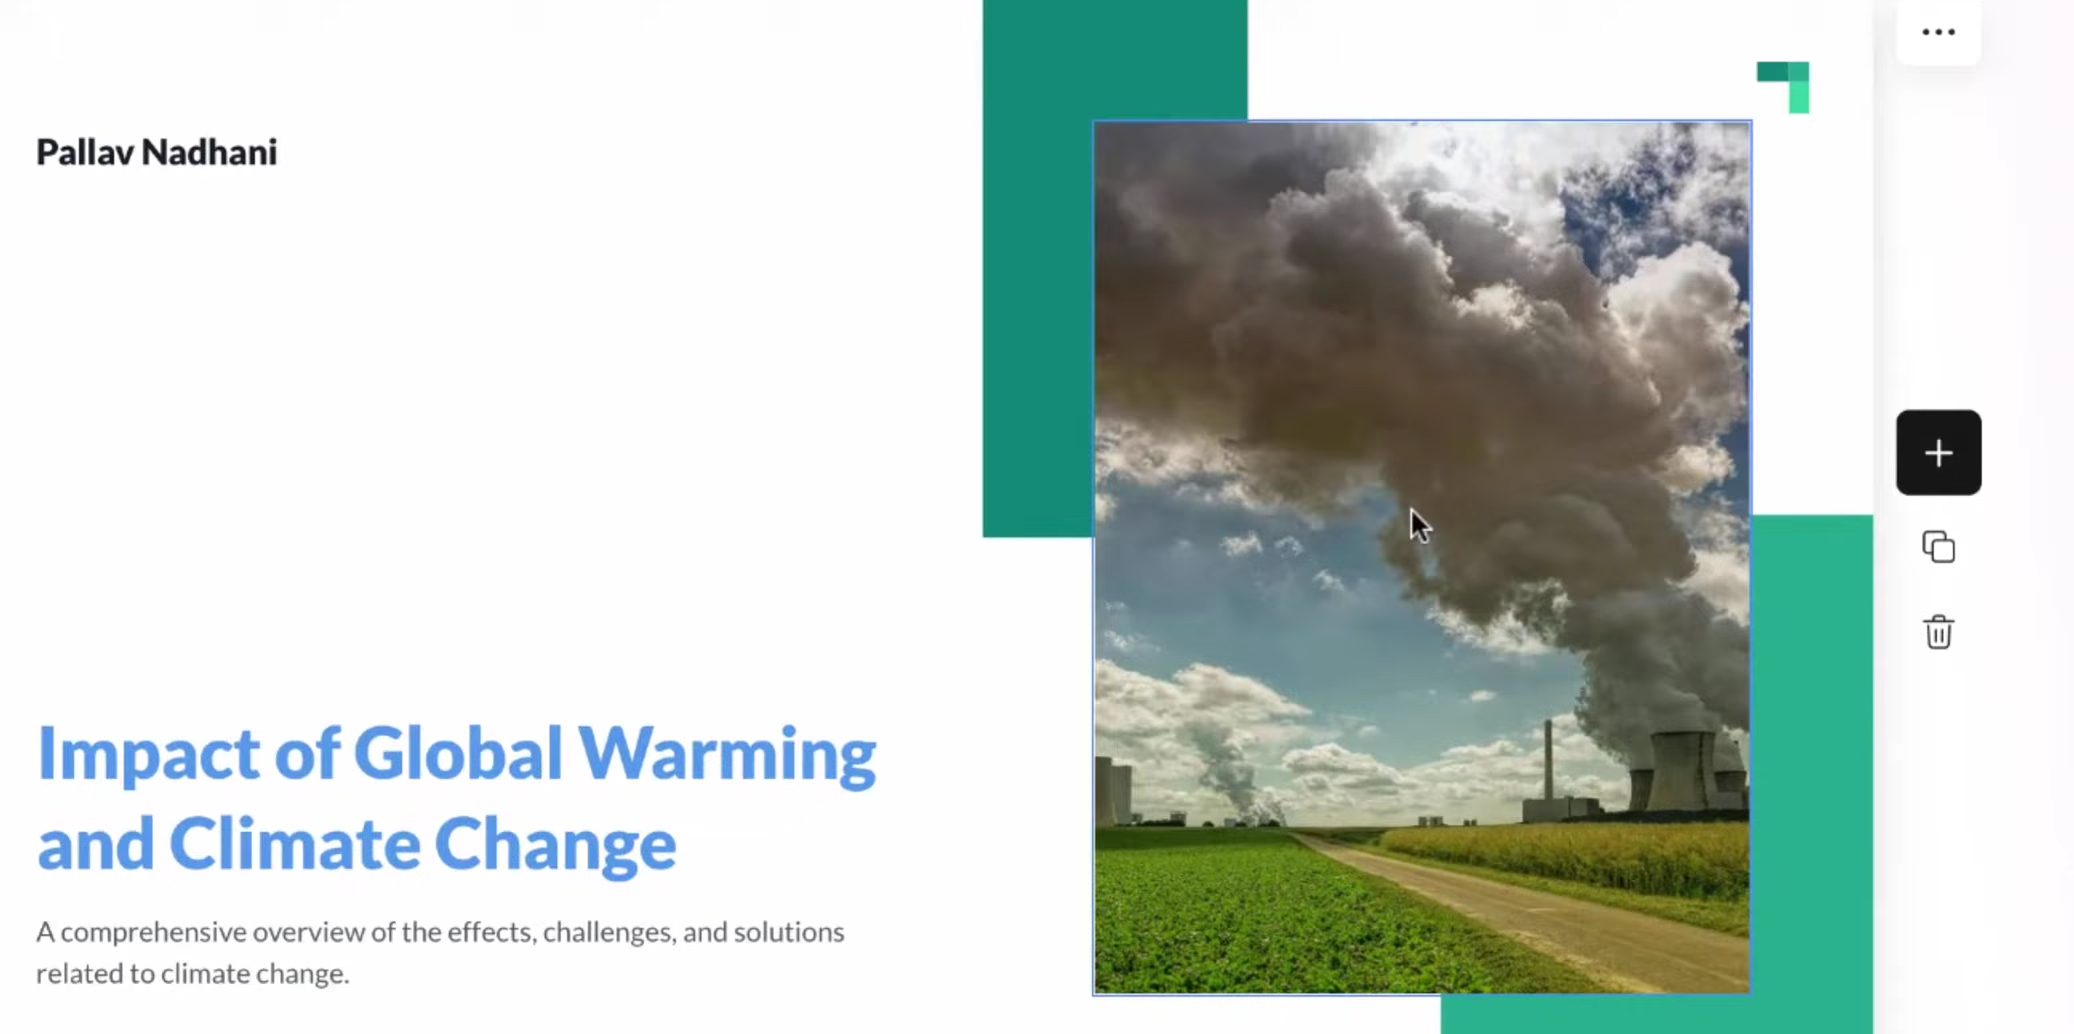 Pallav Nadhani
Impact of Global Warming
and Climate Change
A comprehensive overview of the effects, challenges, and solutions
related to climate change.